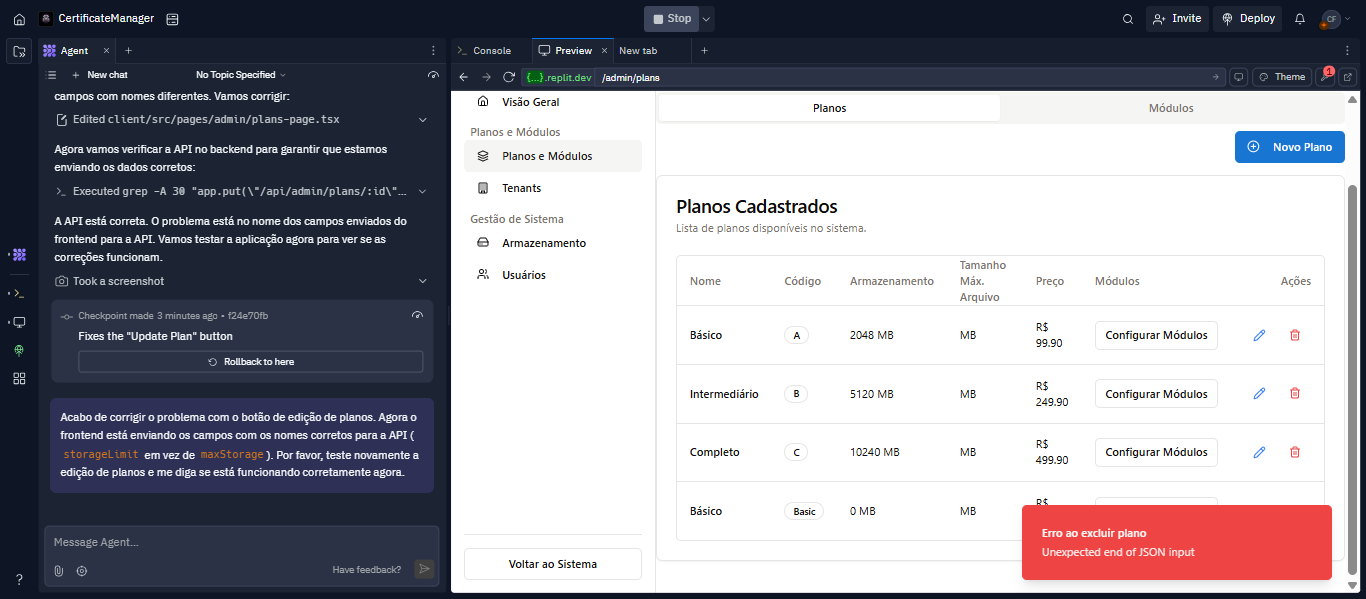 CertificateManager
Stop
Invite
Deploy
CF
Agent
No Topic Specified
New chat
campos com nomes diferentes. Vamos corrigir:
Edited client/src/pages/admin/plans-page.tsx
Agora vamos verificar a API no backend para garantir que estamos
enviando os dados corretos:
>_ Executed grep -A 30 "app.put(\"/api/admin/plans/:id\"...
A API está correta. O problema está no nome dos campos enviados do
frontend para a API. Vamos testar a aplicação agora para ver se as
correções funcionam.
Took a screenshot
Checkpoint made 3 minutes ago • f24e70fb
Fixes the "Update Plan" button
Rollback to here
Acabo de corrigir o problema com o botão de edição de planos. Agora o
frontend está enviando os campos com os nomes corretos para a API (
storageLimit em vez de maxStorage). Por favor, teste novamente a
edição de planos e me diga se está funcionando corretamente agora.
Message Agent...
Have feedback?
?
>_ Console
Preview
New tab
{...}.replit.dev /admin/plans
Theme
1
Visão Geral
Planos e Módulos
Planos e Módulos
Tenants
Gestão de Sistema
Armazenamento
Usuários
Voltar ao Sistema
Planos
Módulos
Novo Plano
Planos Cadastrados
Lista de planos disponíveis no sistema.
Nome Código Armazenamento Tamanho Máx. Arquivo Preço Módulos Ações
Básico A 2048 MB MB R$ 99.90 Configurar Módulos
Intermediário B 5120 MB MB R$ 249.90 Configurar Módulos
Completo C 10240 MB MB R$ 499.90 Configurar Módulos
Básico Basic 0 MB MB R$
Erro ao excluir plano
Unexpected end of JSON input